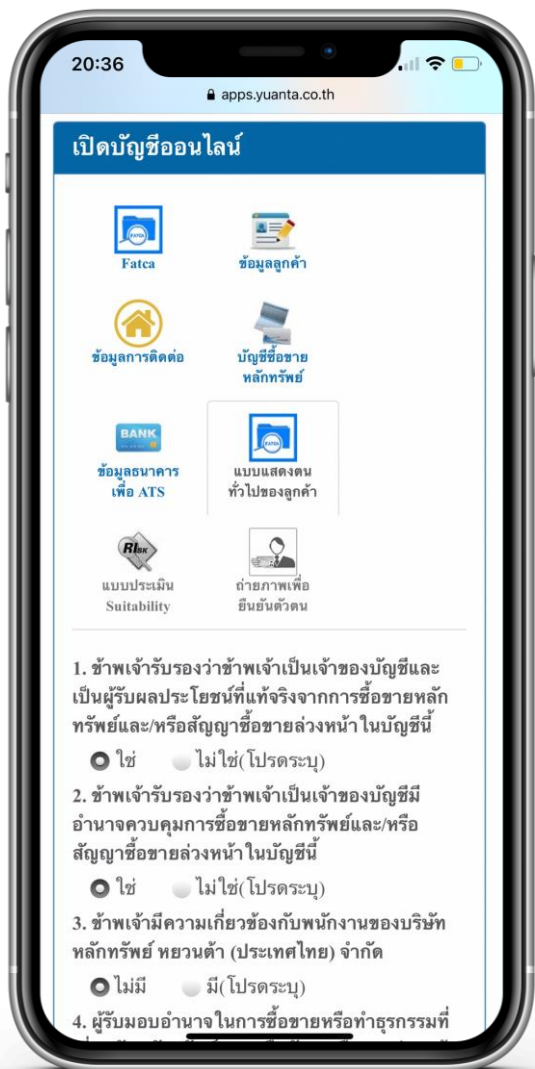 20:36
apps.yuanta.co.th
เปิดบัญชีออนไลน์
FATCA
Fatca
ข้อมูลลูกค้า
ข้อมูลการติดต่อ
บัญชีซื้อขาย
หลักทรัพย์
BANK
ข้อมูลธนาคาร
เพื่อ ATS
FATCA
แบบแสดงตน
ทั่วไปของลูกค้า
RISK
แบบประเมิน
Suitability
ถ่ายภาพเพื่อ
ยืนยันตัวตน
1. ข้าพเจ้ารับรองว่าข้าพเจ้าเป็นเจ้าของบัญชีและ
เป็นผู้รับผลประโยชน์ที่แท้จริงจากการซื้อขายหลัก
ทรัพย์และ/หรือสัญญาซื้อขายล่วงหน้าในบัญชีนี้
ใช่ ไม่ใช่(โปรดระบุ)
2. ข้าพเจ้ารับรองว่าข้าพเจ้าเป็นเจ้าของบัญชีมี
อำนาจควบคุมการซื้อขายหลักทรัพย์และ/หรือ
สัญญาซื้อขายล่วงหน้าในบัญชีนี้
ใช่ ไม่ใช่(โปรดระบุ)
3. ข้าพเจ้ามีความเกี่ยวข้องกับพนักงานของบริษัท
หลักทรัพย์ หยวนต้า (ประเทศไทย) จำกัด
ไม่มี มี(โปรดระบุ)
4. ผู้รับมอบอำนาจในการซื้อขายหรือทำธุรกรรมที่